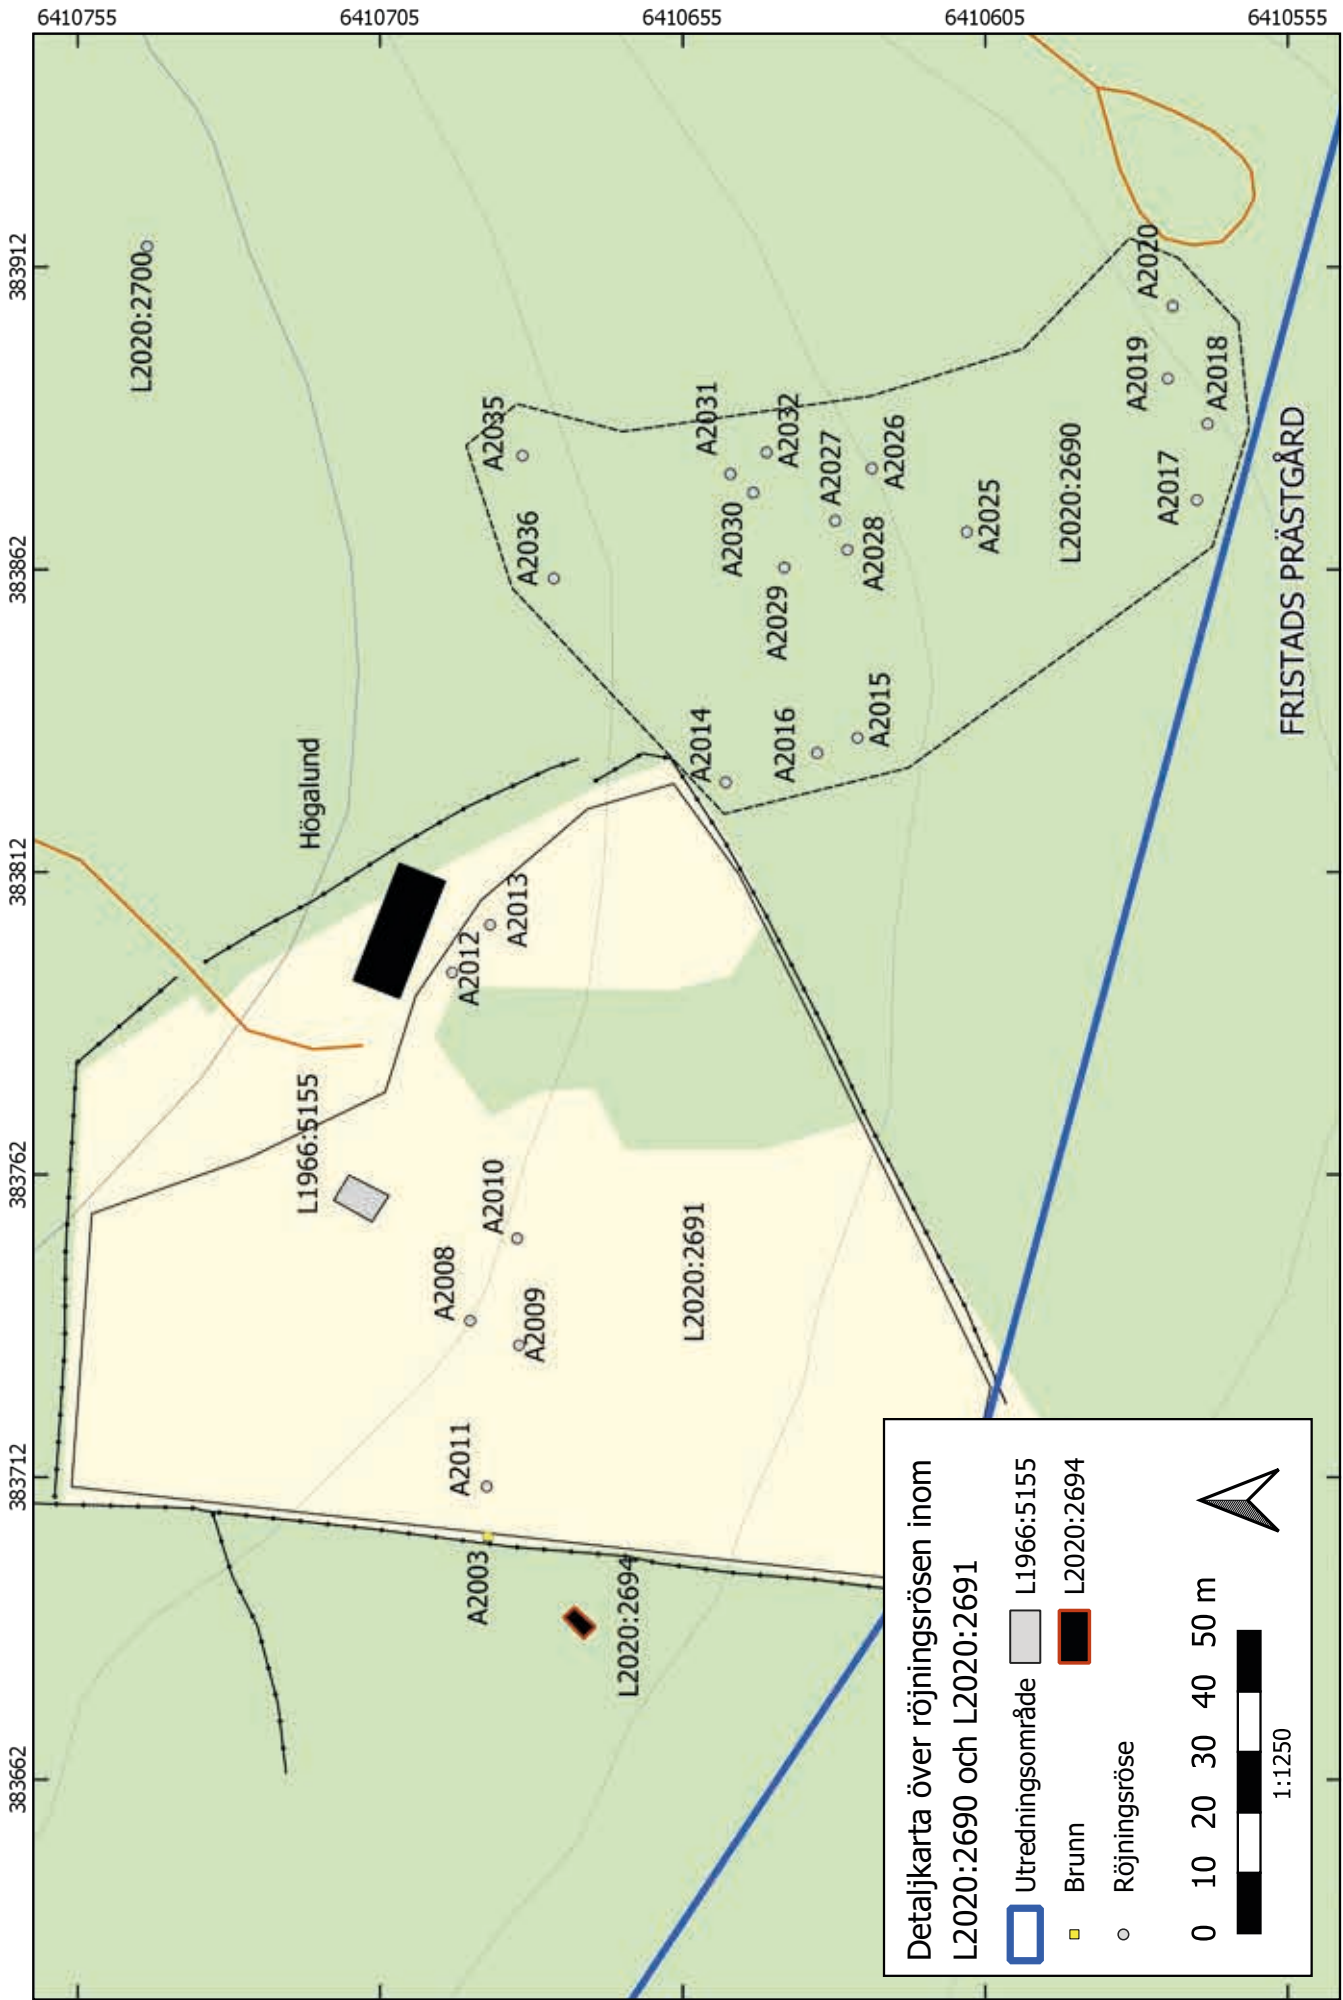 6410755
6410705
6410655
6410605
6410555
383912
383862
383812
383762
383712
383662
L2020:2700
Högalund
A2035
A2036
A2031
A2032
A2030
A2027
A2026
A2028
A2029
A2025
L2020:2690
A2020
A2019
A2018
A2017
A2014
A2016
A2015
FRISTADS PRÄSTGÅRD
A2013
A2012
L1966:5155
A2010
A2008
A2009
L2020:2691
A2011
A2003
L2020:2694
Detaljkarta över röjningsrösen inom
L2020:2690 och L2020:2691
Utredningsområde
L1966:5155
Brunn
L2020:2694
Röjningsröse
0 10 20 30 40 50 m
1:1250